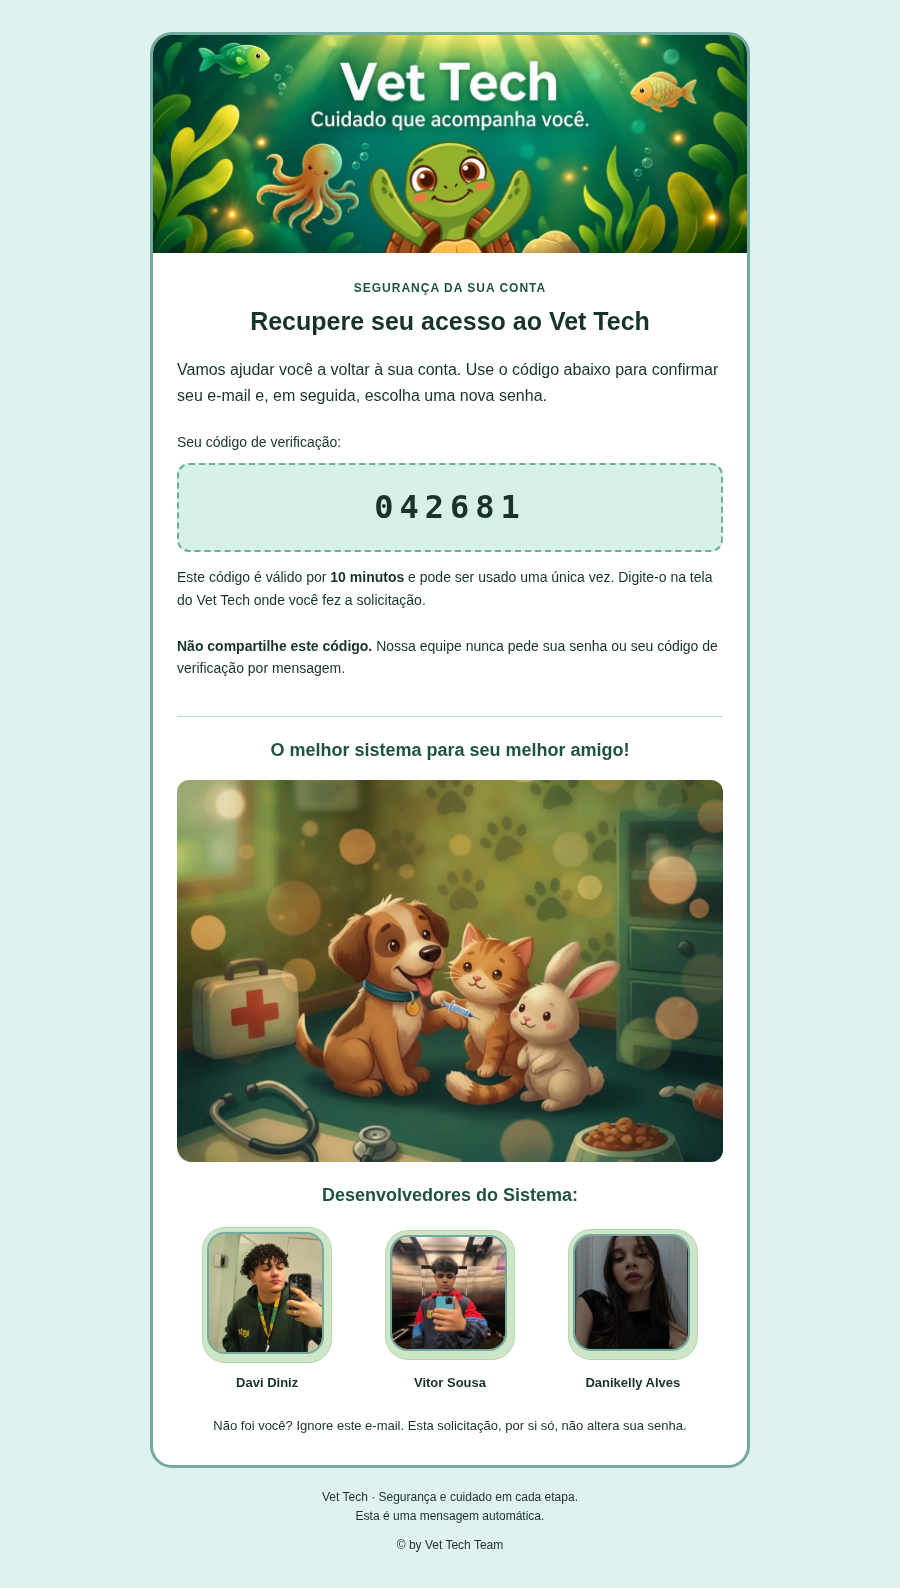 Vet Tech
Cuidado que acompanha você.
SEGURANÇA DA SUA CONTA
Recupere seu acesso ao Vet Tech
Vamos ajudar você a voltar à sua conta. Use o código abaixo para confirmar
seu e-mail e, em seguida, escolha uma nova senha.
Seu código de verificação:
042681
Este código é válido por 10 minutos e pode ser usado uma única vez. Digite-o na tela
do Vet Tech onde você fez a solicitação.
Não compartilhe este código. Nossa equipe nunca pede sua senha ou seu código de
verificação por mensagem.
O melhor sistema para seu melhor amigo!
Desenvolvedores do Sistema:
Davi Diniz
Vitor Sousa
Danikelly Alves
Não foi você? Ignore este e-mail. Esta solicitação, por si só, não altera sua senha.
Vet Tech · Segurança e cuidado em cada etapa.
Esta é uma mensagem automática.
© by Vet Tech Team